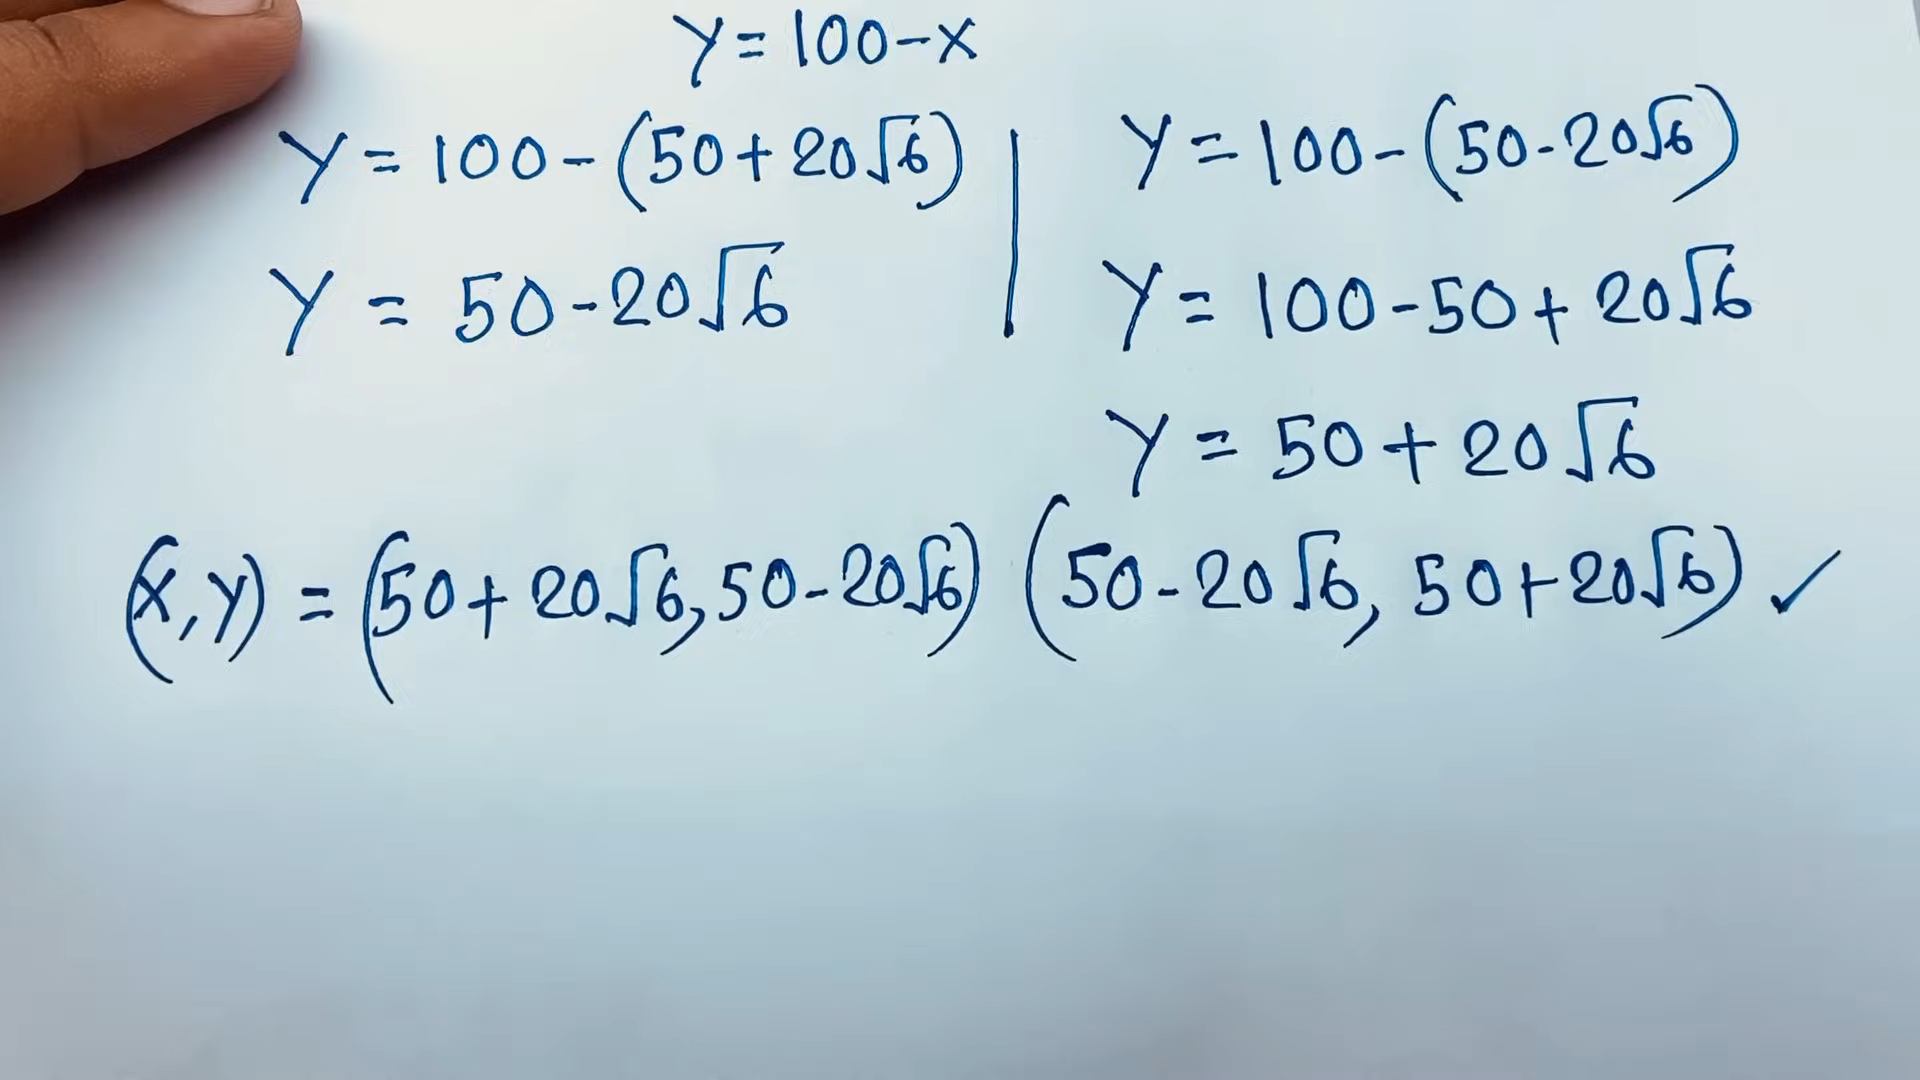 Y = 100 - x
Y = 100 - (50 + 20√6) | Y = 100 - (50 - 20√6)
Y = 50 - 20√6 | Y = 100 - 50 + 20√6
Y = 50 + 20√6
(x, y) = (50 + 20√6, 50 - 20√6) (50 - 20√6, 50 + 20√6) ✓